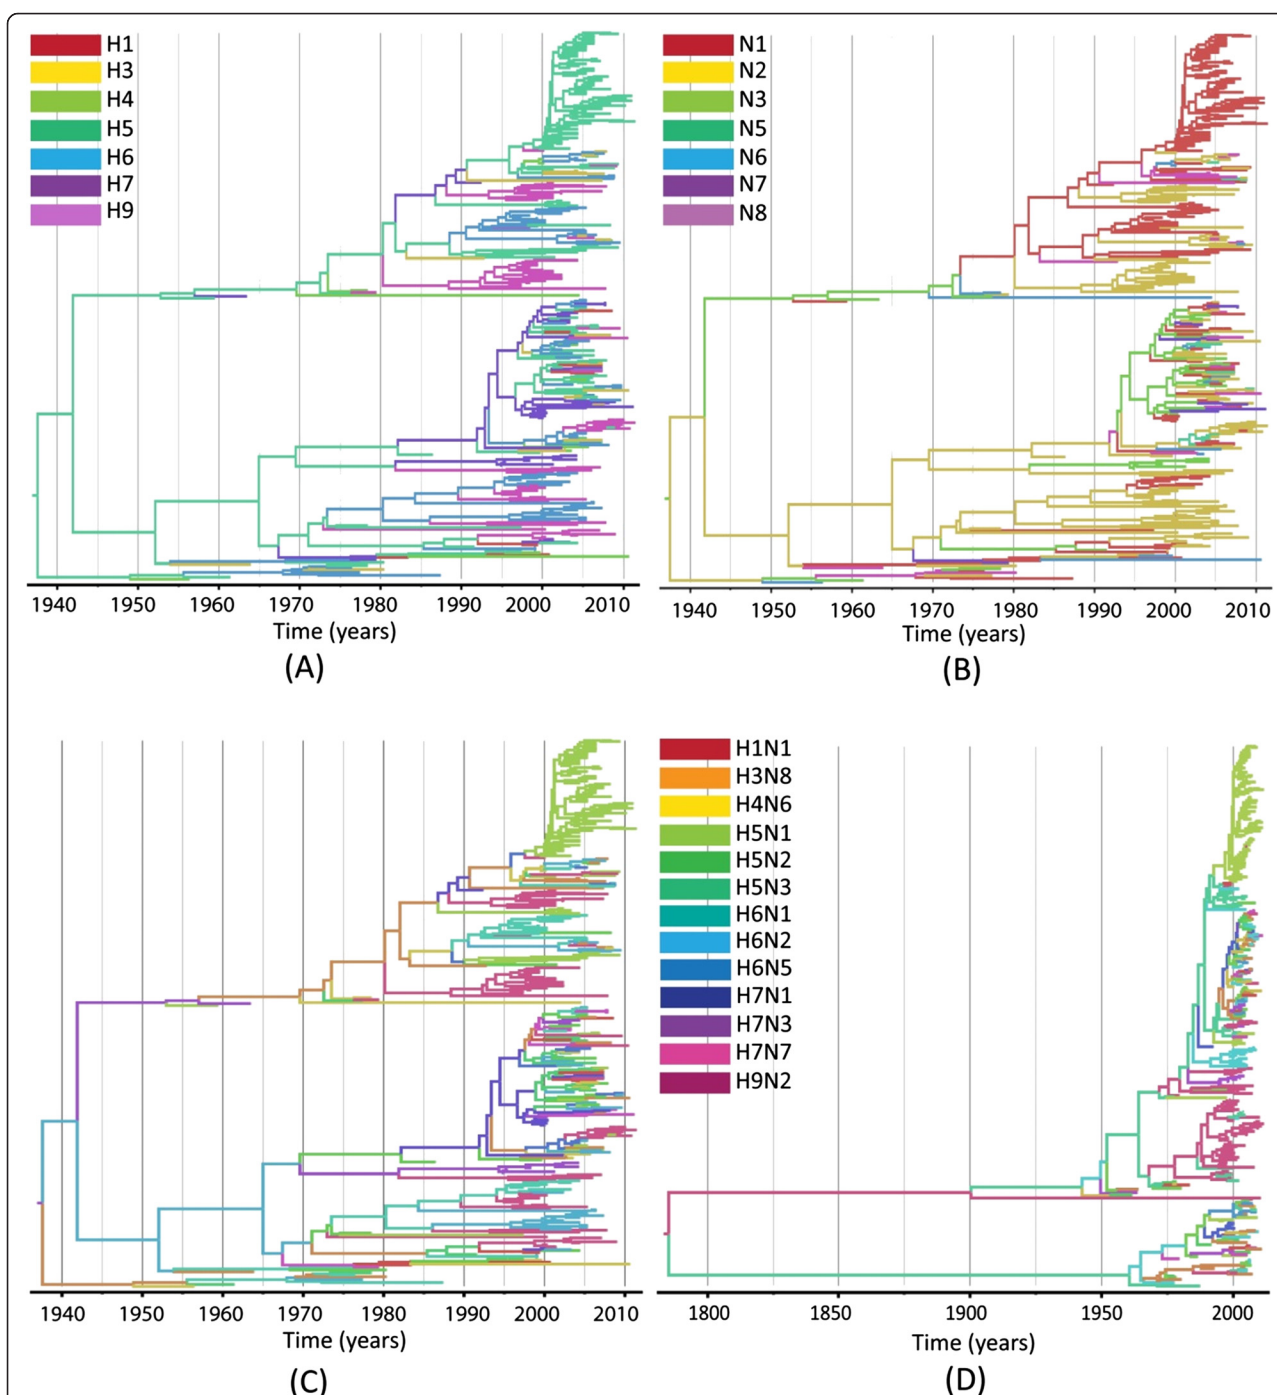 H1
H3
H4
H5
H6
H7
H9
1940 1950 1960 1970 1980 1990 2000 2010
Time (years)
(A)
N1
N2
N3
N5
N6
N7
N8
1940 1950 1960 1970 1980 1990 2000 2010
Time (years)
(B)
1940 1950 1960 1970 1980 1990 2000 2010
Time (years)
(C)
H1N1
H3N8
H4N6
H5N1
H5N2
H5N3
H6N1
H6N2
H6N5
H7N1
H7N3
H7N7
H9N2
1800 1850 1900 1950 2000
Time (years)
(D)